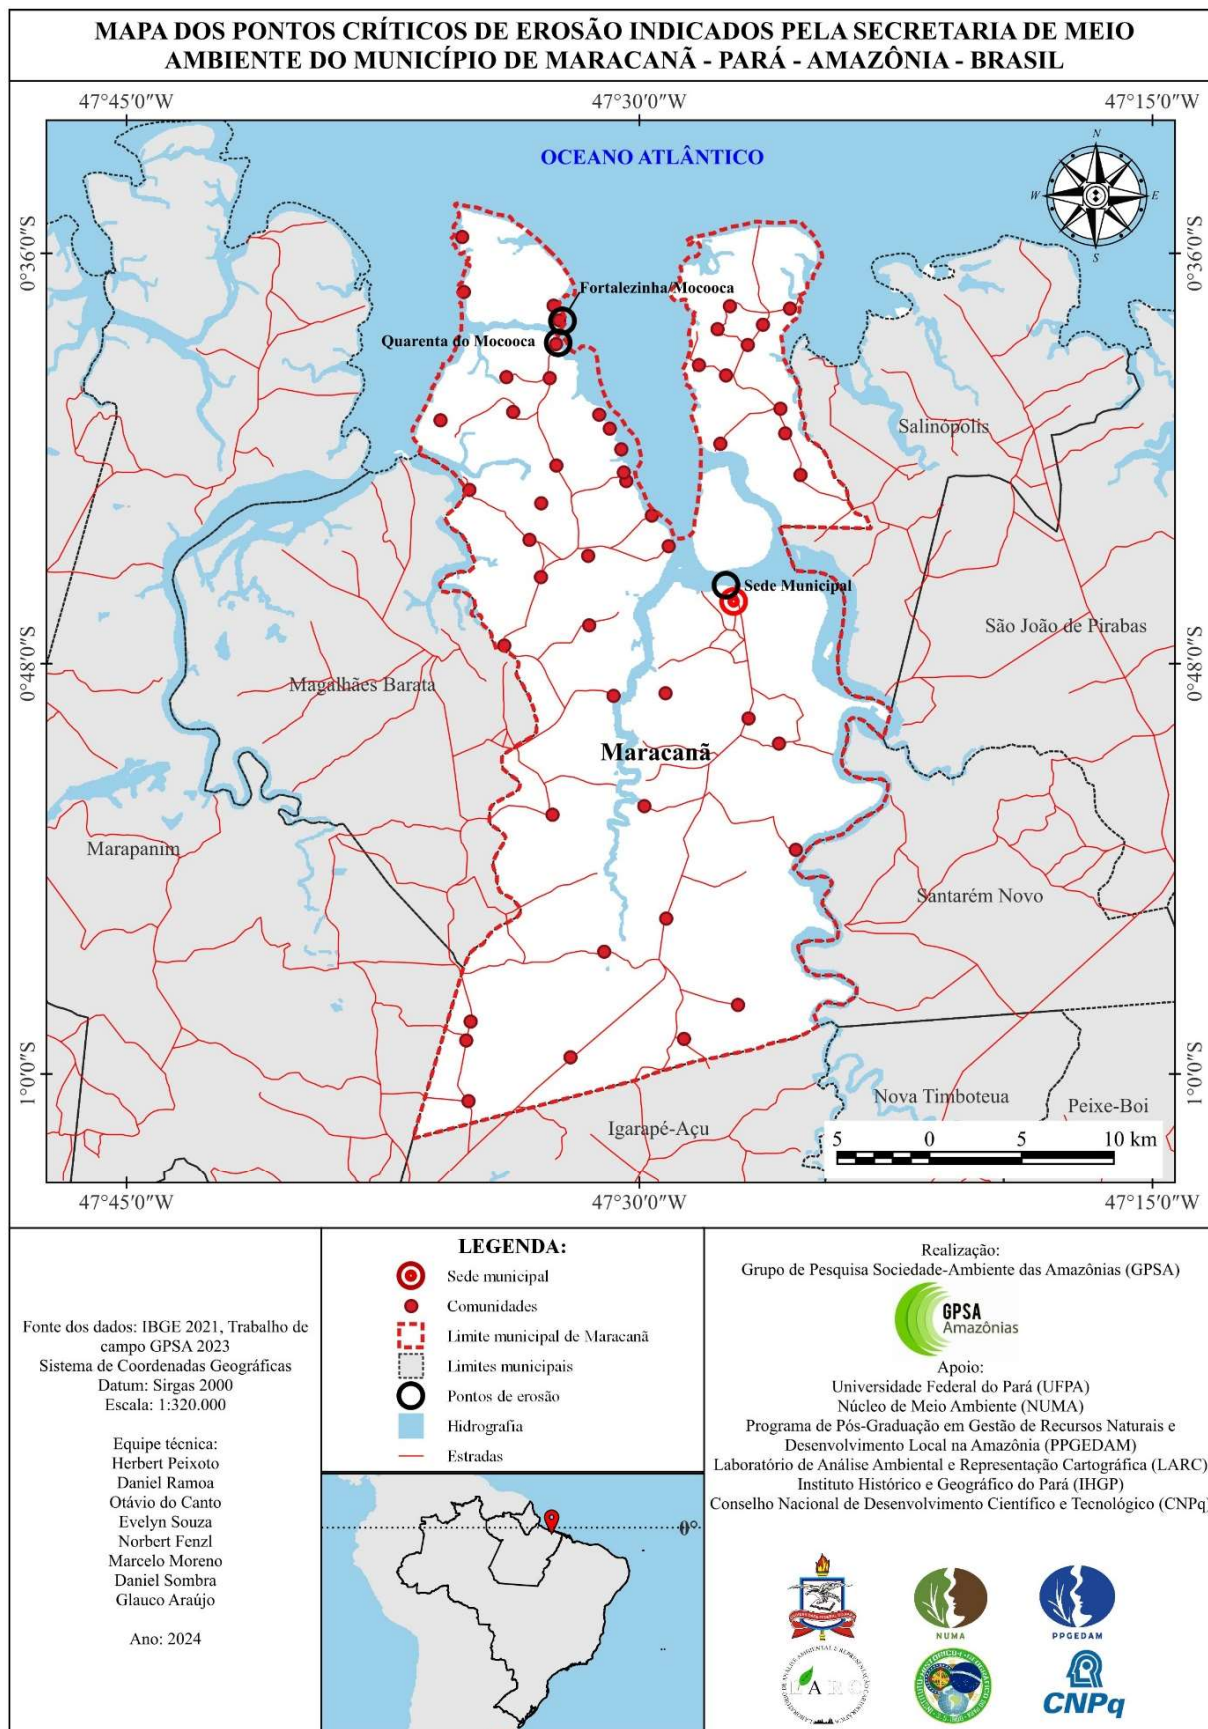 MAPA DOS PONTOS CRÍTICOS DE EROSÃO INDICADOS PELA SECRETARIA DE MEIO
AMBIENTE DO MUNICÍPIO DE MARACANÃ - PARÁ - AMAZÔNIA - BRASIL
47°45'0"W
47°30'0"W
47°15'0"W
OCEANO ATLÂNTICO
N
W
E
S
0°36'0"S
0°36'0"S
Fortalezinha/Mocooca
Quarenta do Mocooca
Salinópolis
Sede Municipal
São João de Pirabas
0°48'0"S
0°48'0"S
Magalhães Barata
Maracanã
Marapanim
Santarém Novo
1°0'0"S
1°0'0"S
Nova Timboteua
Peixe-Boi
Igarapé-Açu
5 0 5 10 km
47°45'0"W
47°30'0"W
47°15'0"W
Fonte dos dados: IBGE 2021, Trabalho de
campo GPSA 2023
Sistema de Coordenadas Geográficas
Datum: Sirgas 2000
Escala: 1:320.000
Equipe técnica:
Herbert Peixoto
Daniel Ramoa
Otávio do Canto
Evelyn Souza
Norbert Fenzl
Marcelo Moreno
Daniel Sombra
Glauco Araújo
Ano: 2024
LEGENDA:
Sede municipal
Comunidades
Limite municipal de Maracanã
Limites municipais
Pontos de erosão
Hidrografia
Estradas
0°
Realização:
Grupo de Pesquisa Sociedade-Ambiente das Amazônias (GPSA)
GPSA
Amazônias
Apoio:
Universidade Federal do Pará (UFPA)
Núcleo de Meio Ambiente (NUMA)
Programa de Pós-Graduação em Gestão de Recursos Naturais e
Desenvolvimento Local na Amazônia (PPGEDAM)
Laboratório de Análise Ambiental e Representação Cartográfica (LARC)
Instituto Histórico e Geográfico do Pará (IHGP)
Conselho Nacional de Desenvolvimento Científico e Tecnológico (CNPq)
NUMA
PPGEDAM
LARC
CNPq